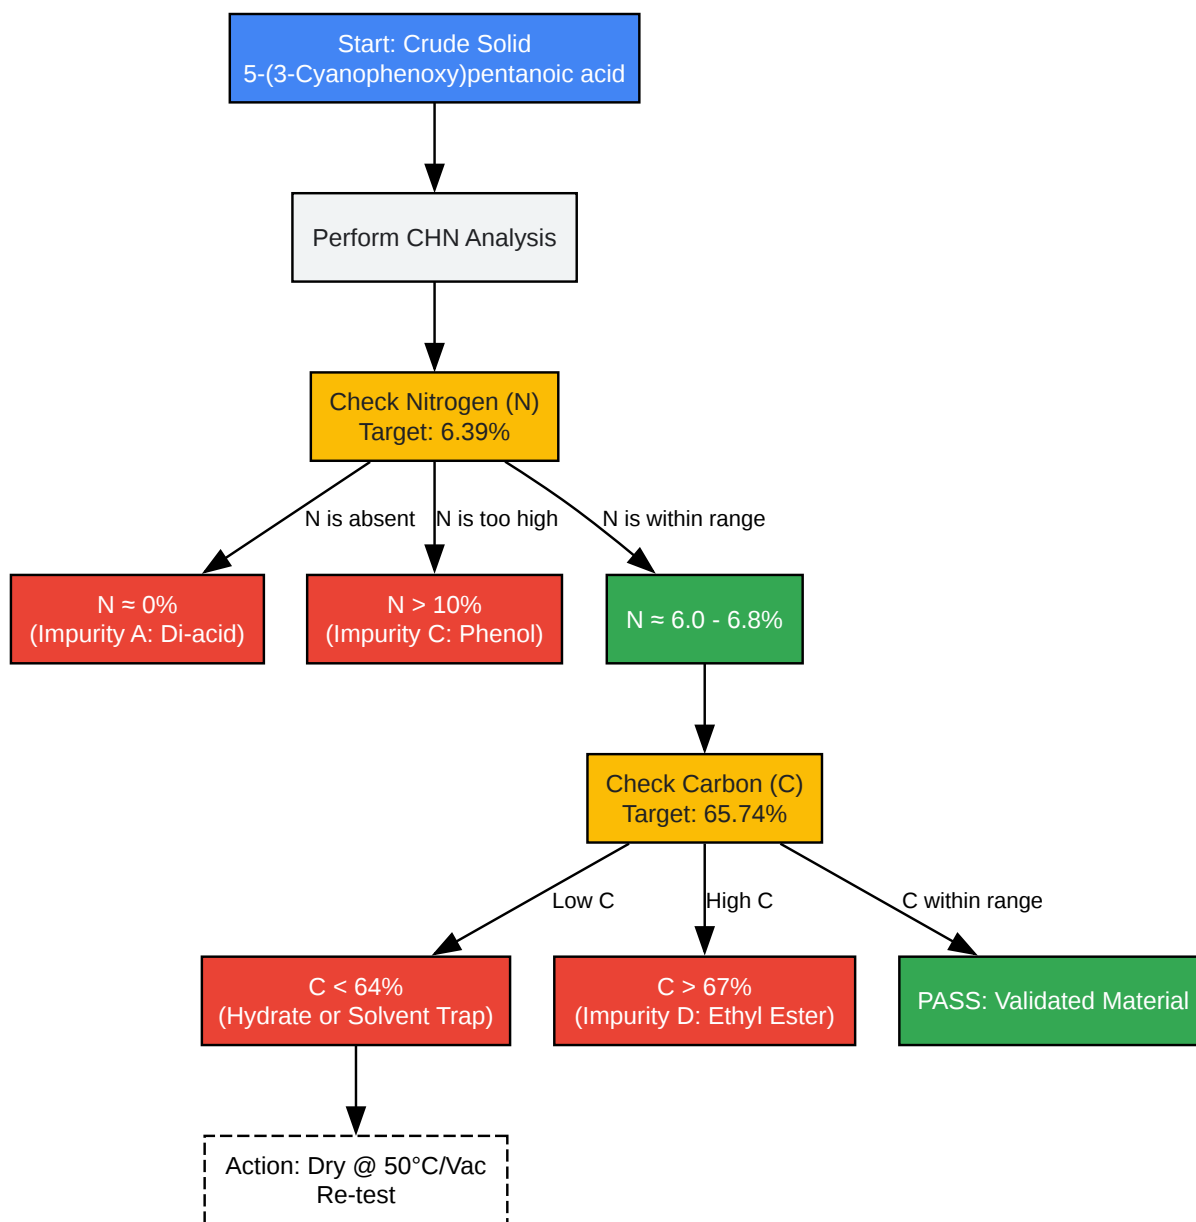 Start: Crude Solid
5-(3-Cyanophenoxy)pentanoic acid
Perform CHN Analysis
Check Nitrogen (N)
Target: 6.39%
N is absent
N is too high
N is within range
N ≈ 0%
(Impurity A: Di-acid)
N > 10%
(Impurity C: Phenol)
N ≈ 6.0 - 6.8%
Check Carbon (C)
Target: 65.74%
Low C
High C
C within range
C < 64%
(Hydrate or Solvent Trap)
C > 67%
(Impurity D: Ethyl Ester)
PASS: Validated Material
Action: Dry @ 50°C/Vac
Re-test